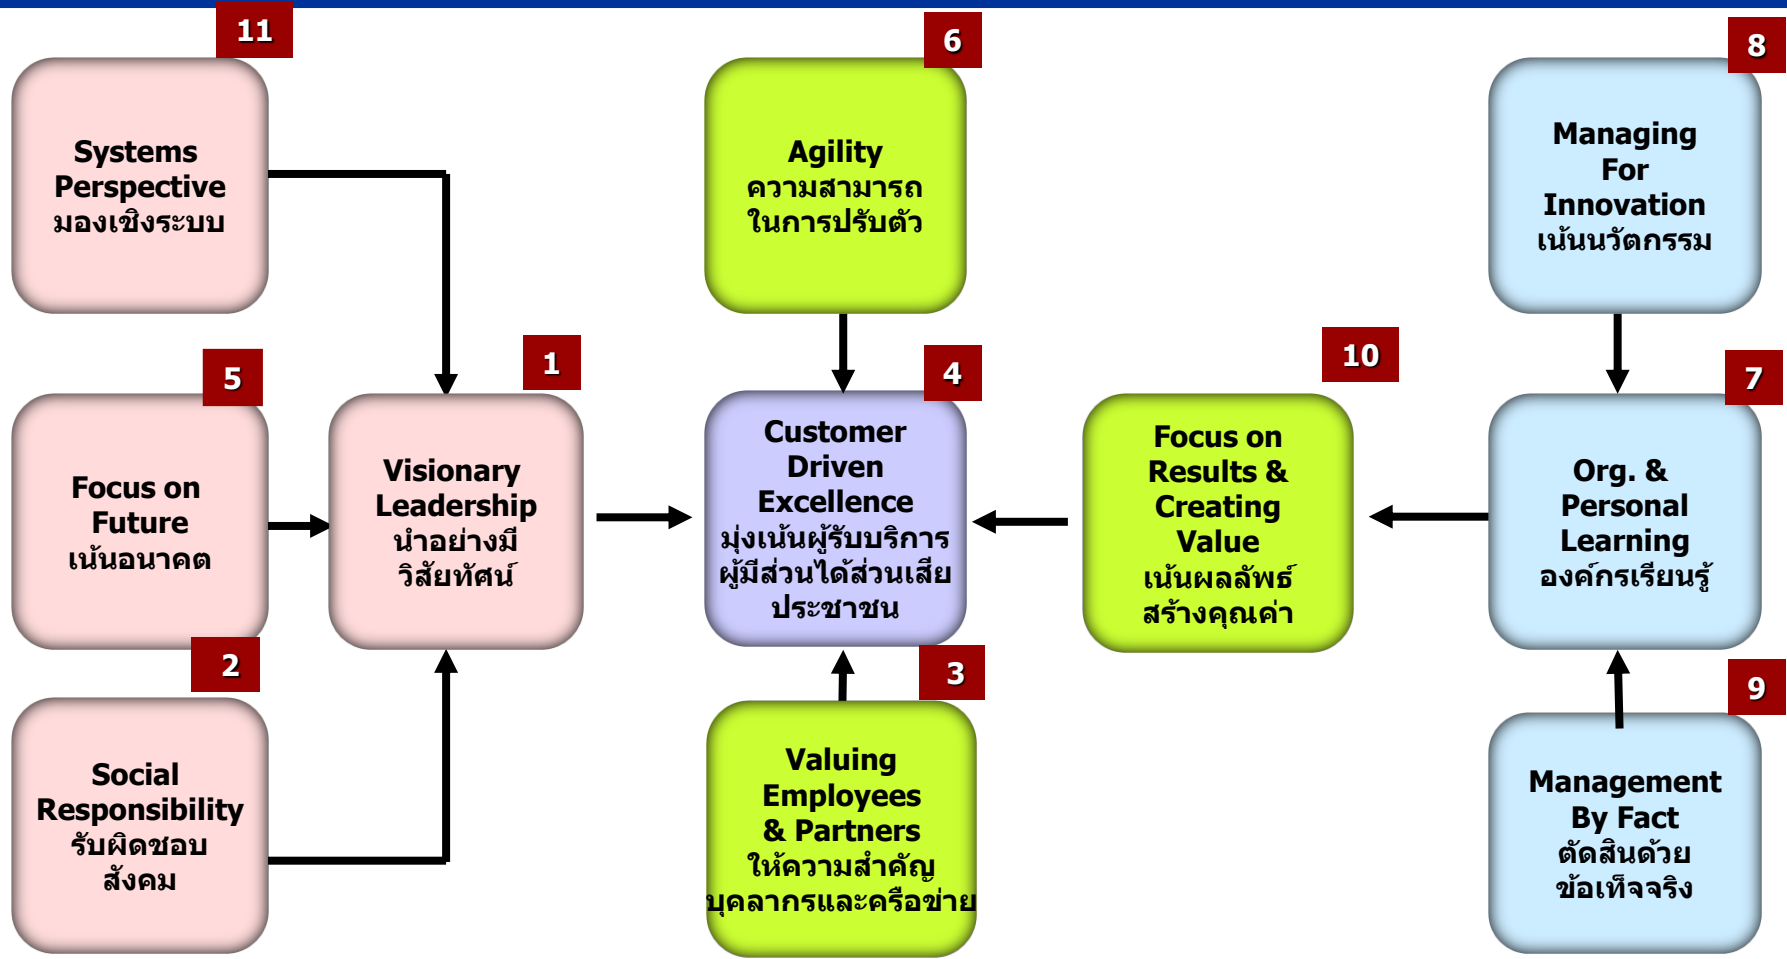 11
Systems
Perspective
มองเชิงระบบ
6
Agility
ความสามารถ
ในการปรับตัว
8
Managing
For
Innovation
เน้นนวัตกรรม
5
Focus on
Future
เน้นอนาคต
1
Visionary
Leadership
นำอย่างมี
วิสัยทัศน์
4
Customer
Driven
Excellence
มุ่งเน้นผู้รับบริการ
ผู้มีส่วนได้ส่วนเสีย
ประชาชน
10
Focus on
Results &
Creating
Value
เน้นผลลัพธ์
สร้างคุณค่า
7
Org. &
Personal
Learning
องค์กรเรียนรู้
2
Social
Responsibility
รับผิดชอบ
สังคม
3
Valuing
Employees
& Partners
ให้ความสำคัญ
บุคลากรและครือข่าย
9
Management
By Fact
ตัดสินด้วย
ข้อเท็จจริง